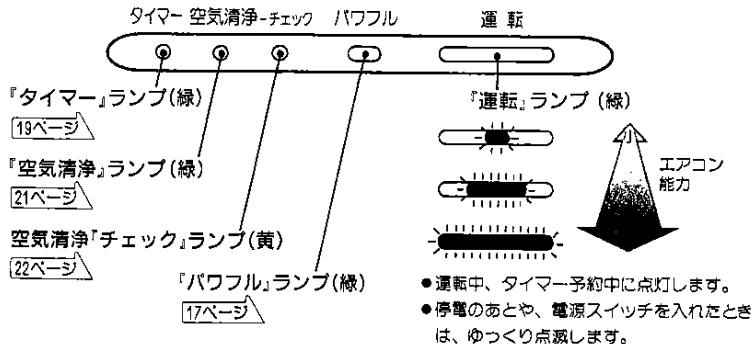 タイマー 空気清浄-チェック パワフル 運転
『タイマー』ランプ(緑)
19ページ
『空気清浄』ランプ(緑)
21ページ
空気清浄『チェック』ランプ(黄)
22ページ
『パワフル』ランプ(緑)
17ページ
『運転』ランプ(緑)
小
エアコン
能力
大
●運転中、タイマー予約中に点灯します。
●停電のあとや、電源スイッチを入れたとき
は、ゆっくり点滅します。